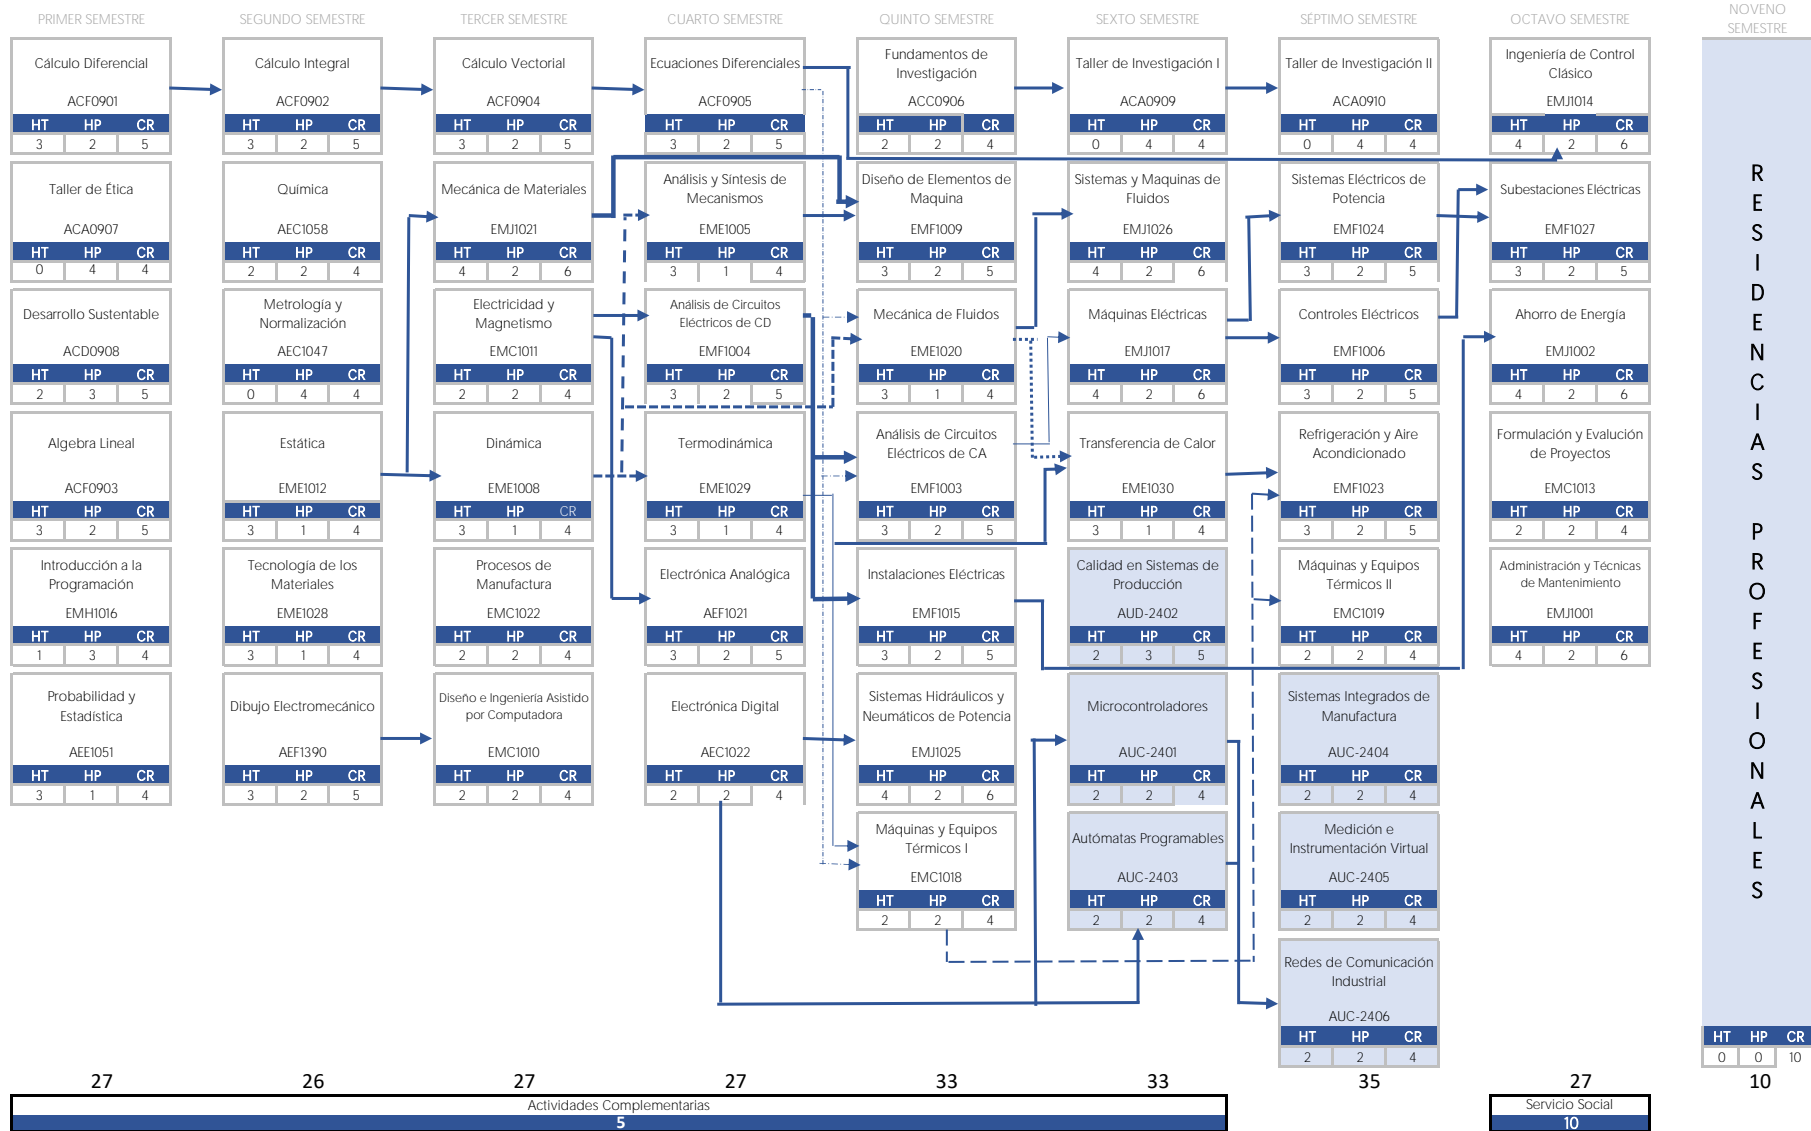 PRIMER SEMESTRE
Cálculo Diferencial
ACF0901
HT HP CR
3 2 5
Taller de Ética
ACA0907
HT HP CR
0 4 4
Desarrollo Sustentable
ACD0908
HT HP CR
2 3 5
Algebra Lineal
ACF0903
HT HP CR
3 2 5
Introducción a la
Programación
EMH1016
HT HP CR
1 3 4
Probabilidad y
Estadística
AEE1051
HT HP CR
3 1 4
27
SEGUNDO SEMESTRE
Cálculo Integral
ACF0902
HT HP CR
3 2 5
Química
AEC1058
HT HP CR
2 2 4
Metrología y
Normalización
AEC1047
HT HP CR
0 4 4
Estática
EME1012
HT HP CR
3 1 4
Tecnología de los
Materiales
EME1028
HT HP CR
3 1 4
Dibujo Electromecánico
AEF1390
HT HP CR
3 2 5
26
TERCER SEMESTRE
Cálculo Vectorial
ACF0904
HT HP CR
3 2 5
Mecánica de Materiales
EMJ1021
HT HP CR
4 2 6
Electricidad y
Magnetismo
EMC1011
HT HP CR
2 2 4
Dinámica
EME1008
HT HP CR
3 1 4
Procesos de
Manufactura
EMC1022
HT HP CR
2 2 4
Diseño e Ingeniería Asistido
por Computadora
EMC1010
HT HP CR
2 2 4
27
CUARTO SEMESTRE
Ecuaciones Diferenciales
ACF0905
HT HP CR
3 2 5
Análisis y Síntesis de
Mecanismos
EME1005
HT HP CR
3 1 4
Análisis de Circuitos
Eléctricos de CD
EMF1004
HT HP CR
3 2 5
Termodinámica
EME1029
HT HP CR
3 1 4
Electrónica Analógica
AEF1021
HT HP CR
3 2 5
Electrónica Digital
AEC1022
HT HP CR
2 2 4
27
QUINTO SEMESTRE
Fundamentos de
Investigación
ACC0906
HT HP CR
2 2 4
Diseño de Elementos de
Maquina
EMF1009
HT HP CR
3 2 5
Mecánica de Fluidos
EME1020
HT HP CR
3 1 4
Análisis de Circuitos
Eléctricos de CA
EMF1003
HT HP CR
3 2 5
Instalaciones Eléctricas
EMF1015
HT HP CR
3 2 5
Sistemas Hidráulicos y
Neumáticos de Potencia
EMJ1025
HT HP CR
4 2 6
Máquinas y Equipos
Térmicos I
EMC1018
HT HP CR
2 2 4
33
SEXTO SEMESTRE
Taller de Investigación I
ACA0909
HT HP CR
0 4 4
Sistemas y Maquinas de
Fluidos
EMJ1026
HT HP CR
4 2 6
Máquinas Eléctricas
EMJ1017
HT HP CR
4 2 6
Transferencia de Calor
EME1030
HT HP CR
3 1 4
Calidad en Sistemas de
Producción
AUD-2402
HT HP CR
2 3 5
Microcontroladores
AUC-2401
HT HP CR
2 2 4
Autómatas Programables
AUC-2403
HT HP CR
2 2 4
33
SÉPTIMO SEMESTRE
Taller de Investigación II
ACA0910
HT HP CR
0 4 4
Sistemas Eléctricos de
Potencia
EMF1024
HT HP CR
3 2 5
Controles Eléctricos
EMF1006
HT HP CR
3 2 5
Refrigeración y Aire
Acondicionado
EMF1023
HT HP CR
3 2 5
Máquinas y Equipos
Térmicos II
EMC1019
HT HP CR
2 2 4
Sistemas Integrados de
Manufactura
AUC-2404
HT HP CR
2 2 4
Medición e
Instrumentación Virtual
AUC-2405
HT HP CR
2 2 4
Redes de Comunicación
Industrial
AUC-2406
HT HP CR
2 2 4
35
OCTAVO SEMESTRE
Ingeniería de Control
Clásico
EMJ1014
HT HP CR
4 2 6
Subestaciones Eléctricas
EMF1027
HT HP CR
3 2 5
Ahorro de Energía
EMJ1002
HT HP CR
4 2 6
Formulación y Evalución
de Proyectos
EMC1013
HT HP CR
2 2 4
Administración y Técnicas
de Mantenimiento
EMJ1001
HT HP CR
4 2 6
27
NOVENO
SEMESTRE
RESIDENCIAS PROFESIONALES
HT HP CR
0 0 10
10
Actividades Complementarias
5
Servicio Social
10